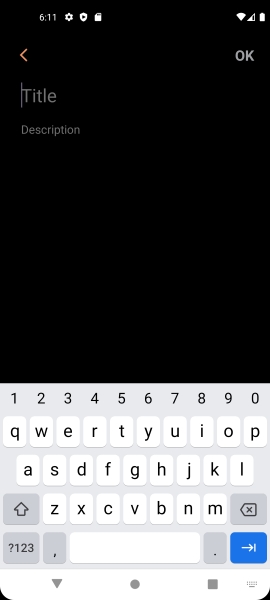 6:11
OK
Title
Description
1 2 3 4 5 6 7 8 9 0
q w e r t y u i o p
a s d f g h j k l
z x c v b n m
?123 , .